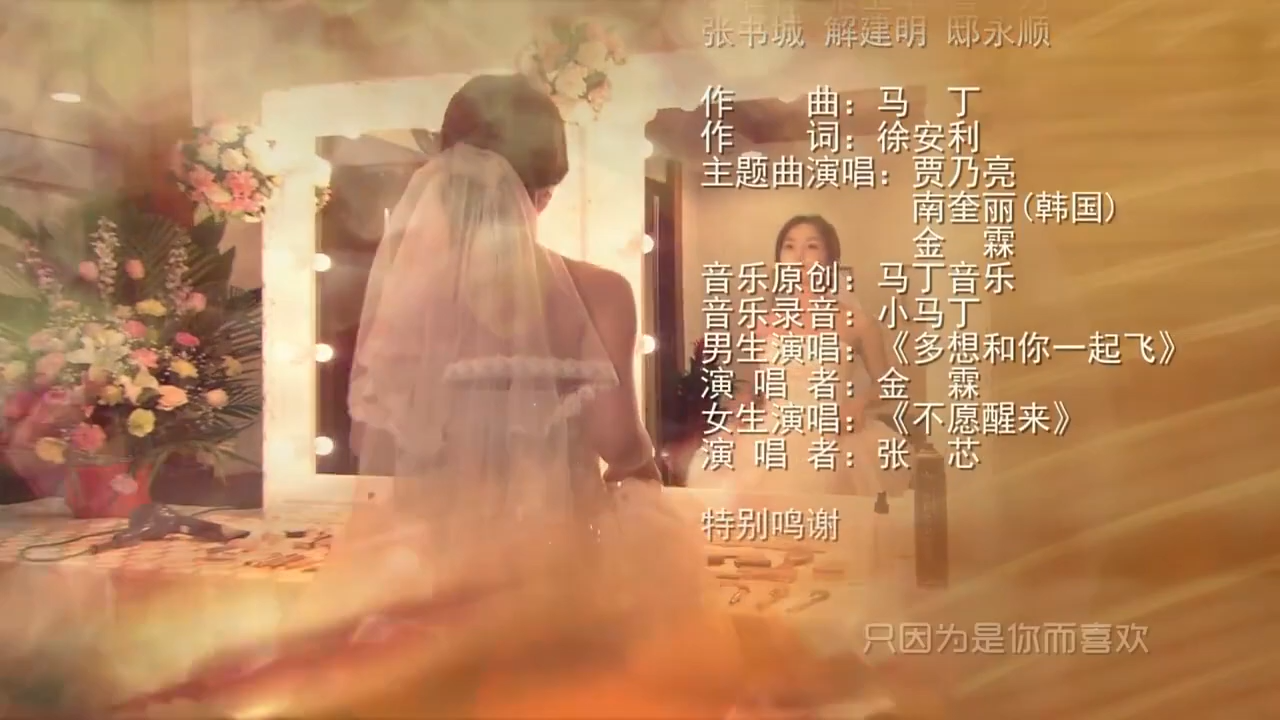 张书城 解建明 邸永顺
作　　曲：马　丁
作　　词：徐安利
主题曲演唱：贾乃亮
南奎丽(韩国)
金　霖
音乐原创：马丁音乐
音乐录音：小马丁
男生演唱：《多想和你一起飞》
演 唱 者：金　霖
女生演唱：《不愿醒来》
演 唱 者：张　芯
特别鸣谢
只因为是你而喜欢